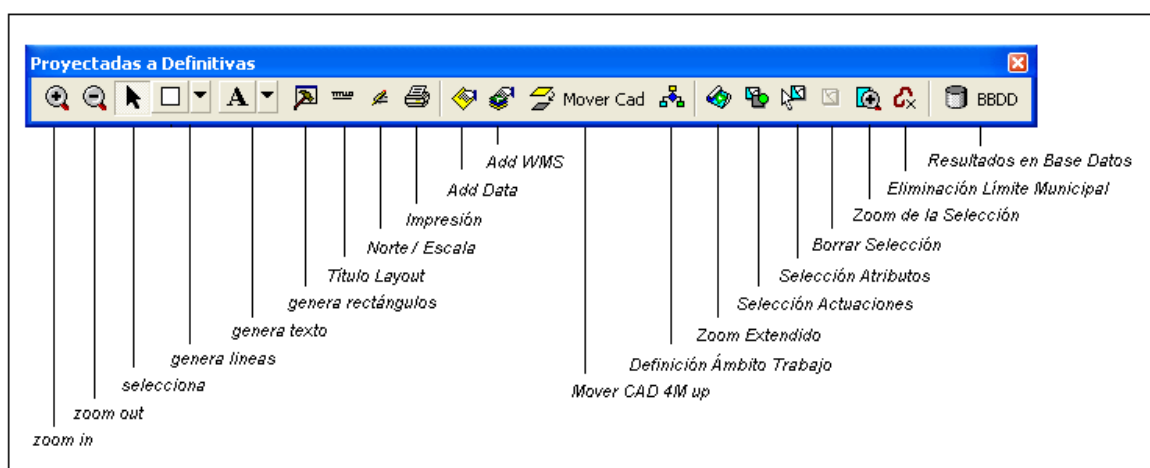 Proyectadas a Definitivas
A
Mover Cad
BBDD
Resultados en Base Datos
Add WMS
Eliminación Límite Municipal
Add Data
Zoom de la Selección
Impresión
Borrar Selección
Norte / Escala
Selección Atributos
Título Layout
Selección Actuaciones
genera rectángulos
Zoom Extendido
genera texto
Definición Ámbito Trabajo
genera lineas
Mover CAD 4M up
selecciona
zoom out
zoom in